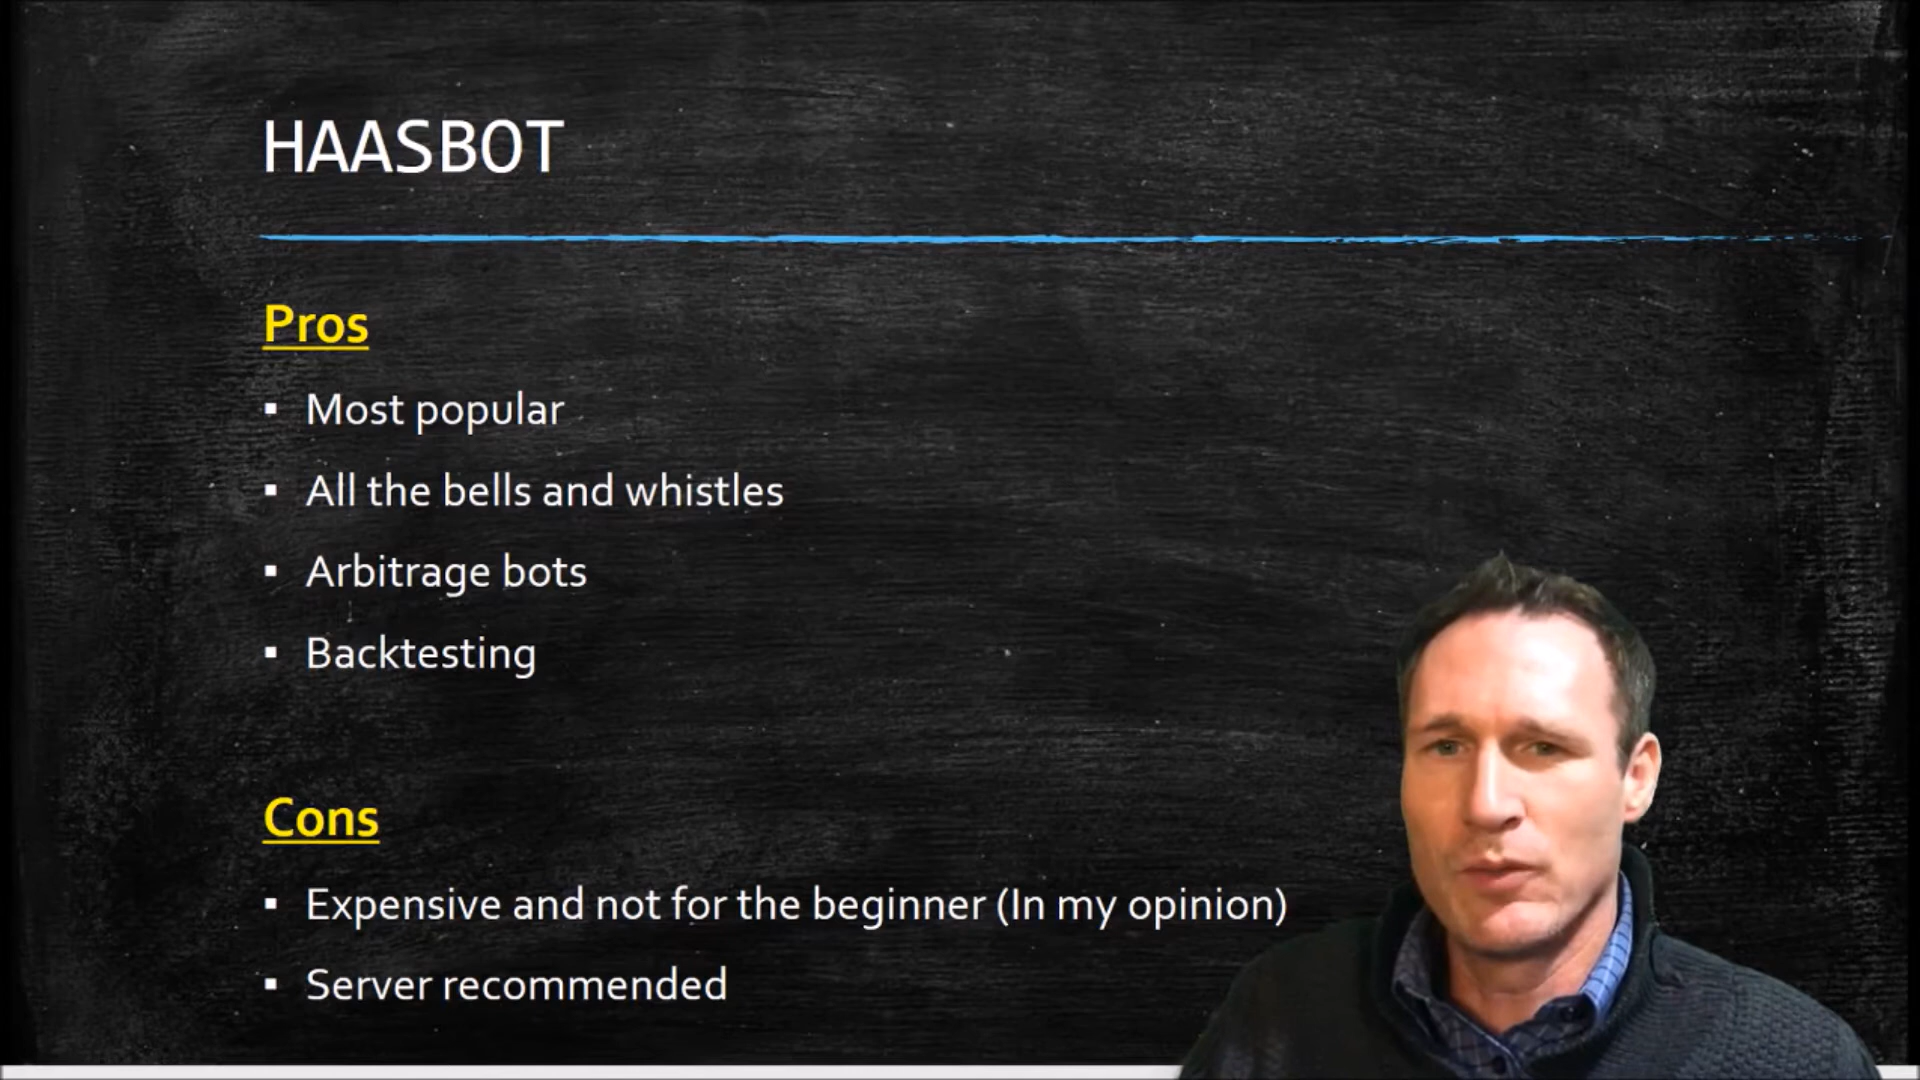 HAASBOT
Pros
▪ Most popular
▪ All the bells and whistles
▪ Arbitrage bots
▪ Backtesting
Cons
▪ Expensive and not for the beginner (In my opinion)
▪ Server recommended